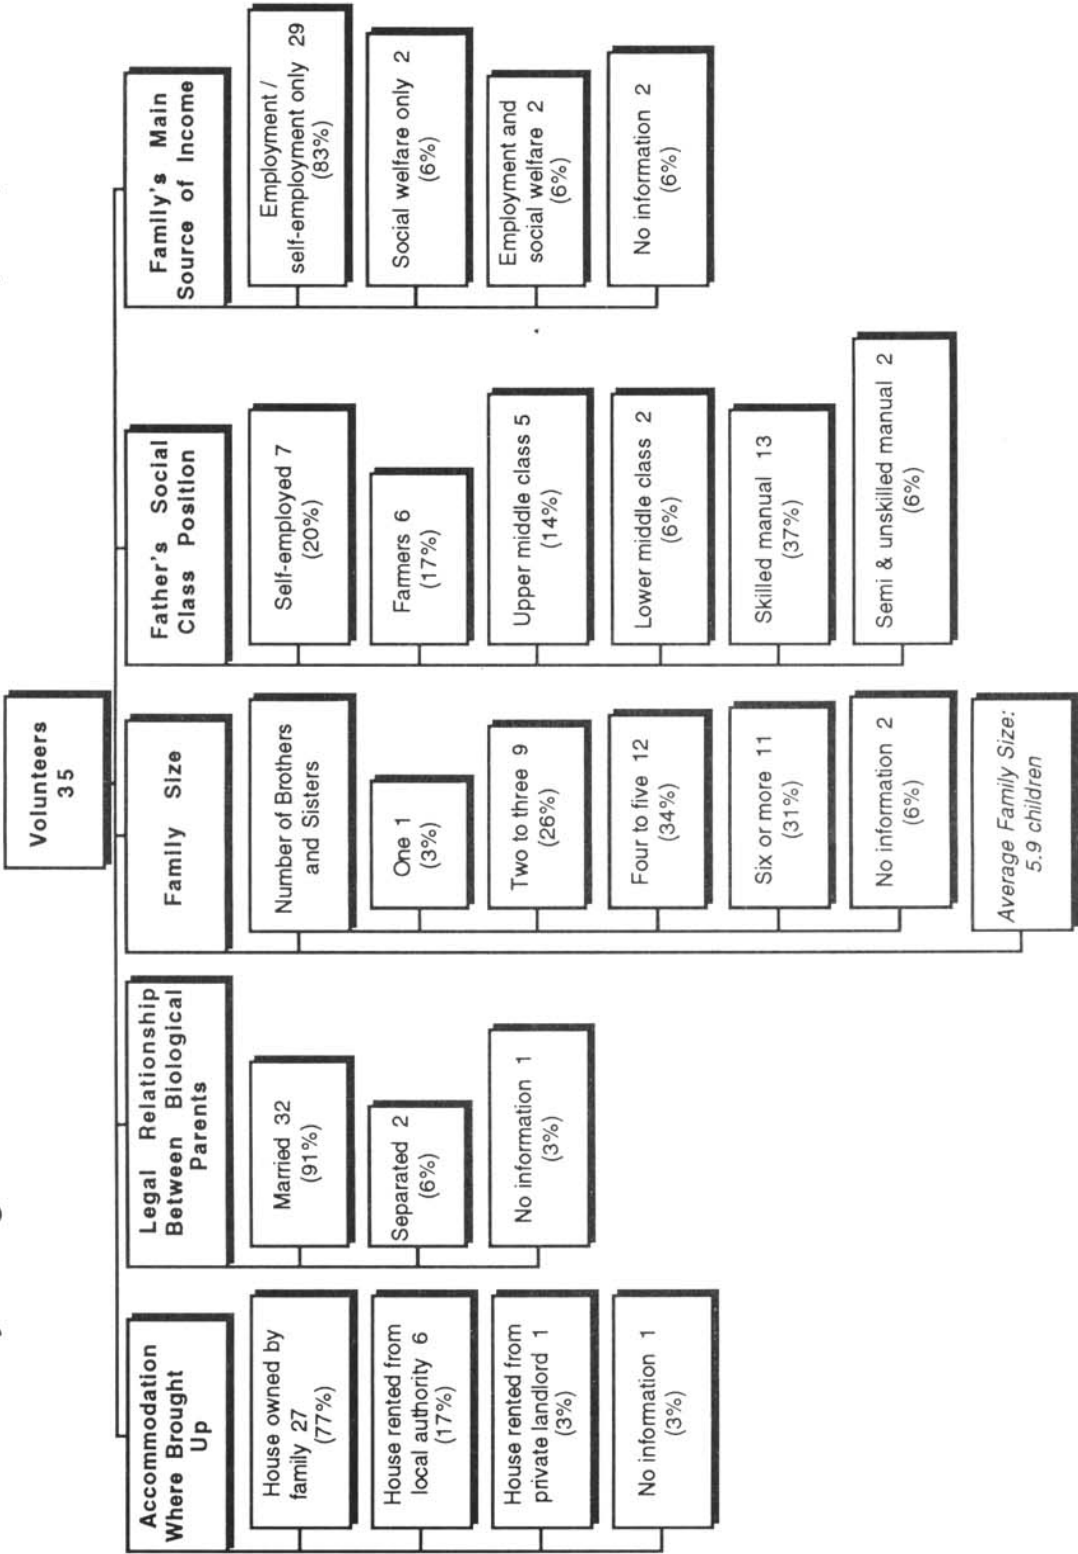 Volunteers
35
Accommodation
Where Brought
Up
House owned by
family 27
(77%)
House rented from
local authority 6
(17%)
House rented from
private landlord 1
(3%)
No information 1
(3%)
Legal Relationship
Between Biological
Parents
Married 32
(91%)
Separated 2
(6%)
No information 1
(3%)
Family Size
Number of Brothers
and Sisters
One 1
(3%)
Two to three 9
(26%)
Four to five 12
(34%)
Six or more 11
(31%)
No information 2
(6%)
Average Family Size:
5.9 children
Father's Social
Class Position
Self-employed 7
(20%)
Farmers 6
(17%)
Upper middle class 5
(14%)
Lower middle class 2
(6%)
Skilled manual 13
(37%)
Semi & unskilled manual 2
(6%)
Family's Main
Source of Income
Employment /
self-employment only 29
(83%)
Social welfare only 2
(6%)
Employment and
social welfare 2
(6%)
No information 2
(6%)